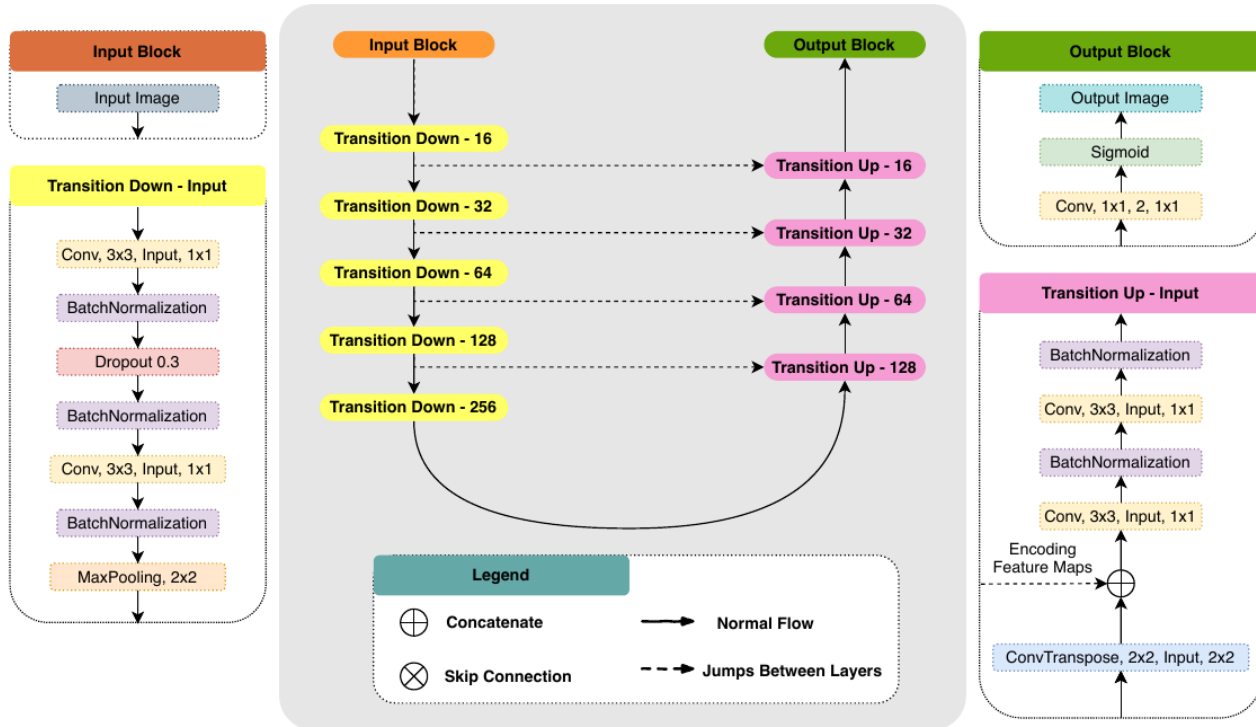 Input Block
Input Image
Transition Down - Input
Conv, 3x3, Input, 1x1
BatchNormalization
Dropout 0.3
BatchNormalization
Conv, 3x3, Input, 1x1
BatchNormalization
MaxPooling, 2x2
Input Block
Transition Down - 16
Transition Down - 32
Transition Down - 64
Transition Down - 128
Transition Down - 256
Output Block
Transition Up - 16
Transition Up - 32
Transition Up - 64
Transition Up - 128
Legend
Concatenate
Normal Flow
Skip Connection
Jumps Between Layers
Output Block
Output Image
Sigmoid
Conv, 1x1, 2, 1x1
Transition Up - Input
BatchNormalization
Conv, 3x3, Input, 1x1
BatchNormalization
Conv, 3x3, Input, 1x1
Encoding
Feature Maps
ConvTranspose, 2x2, Input, 2x2